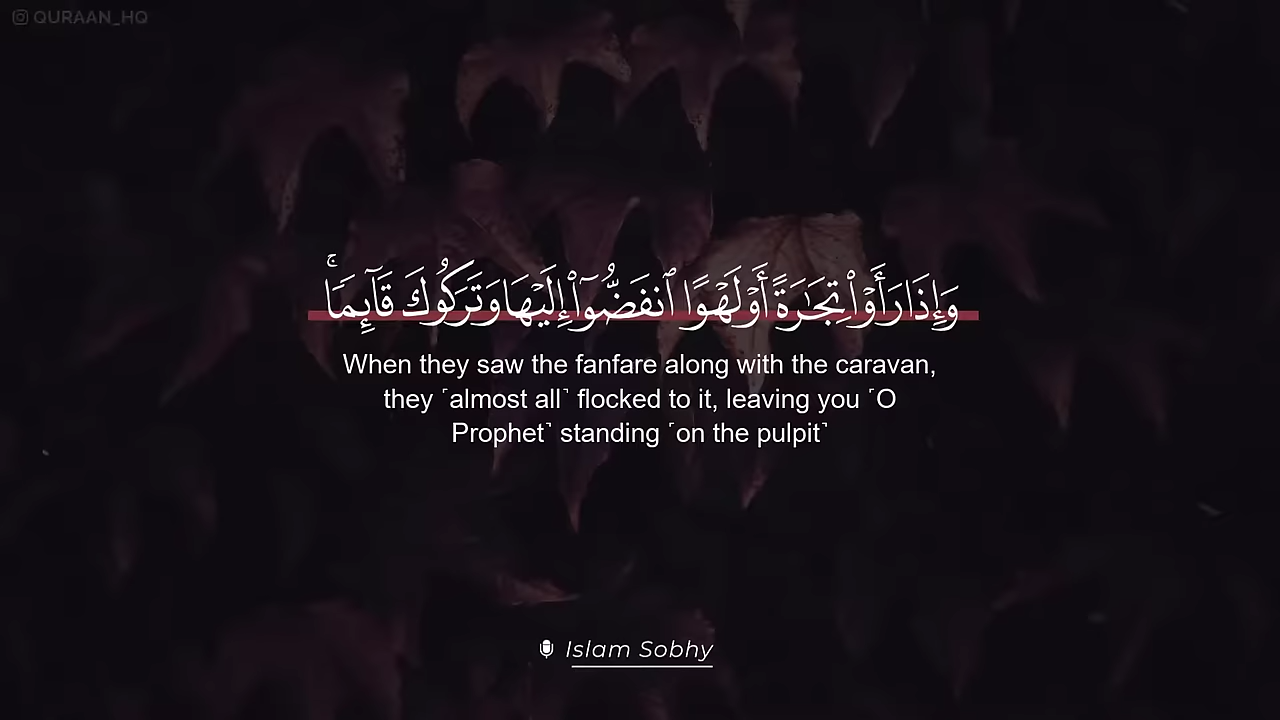 QURAAN_HQ
وَإِذَا رَأَوْا۟ تِجَـٰرَةً أَوْ لَهْوًا ٱنفَضُّوٓا۟ إِلَيْهَا وَتَرَكُوكَ قَآئِمًا ۚ
When they saw the fanfare along with the caravan,
they ˹almost all˺ flocked to it, leaving you ˹O
Prophet˺ standing ˹on the pulpit˺
Islam Sobhy